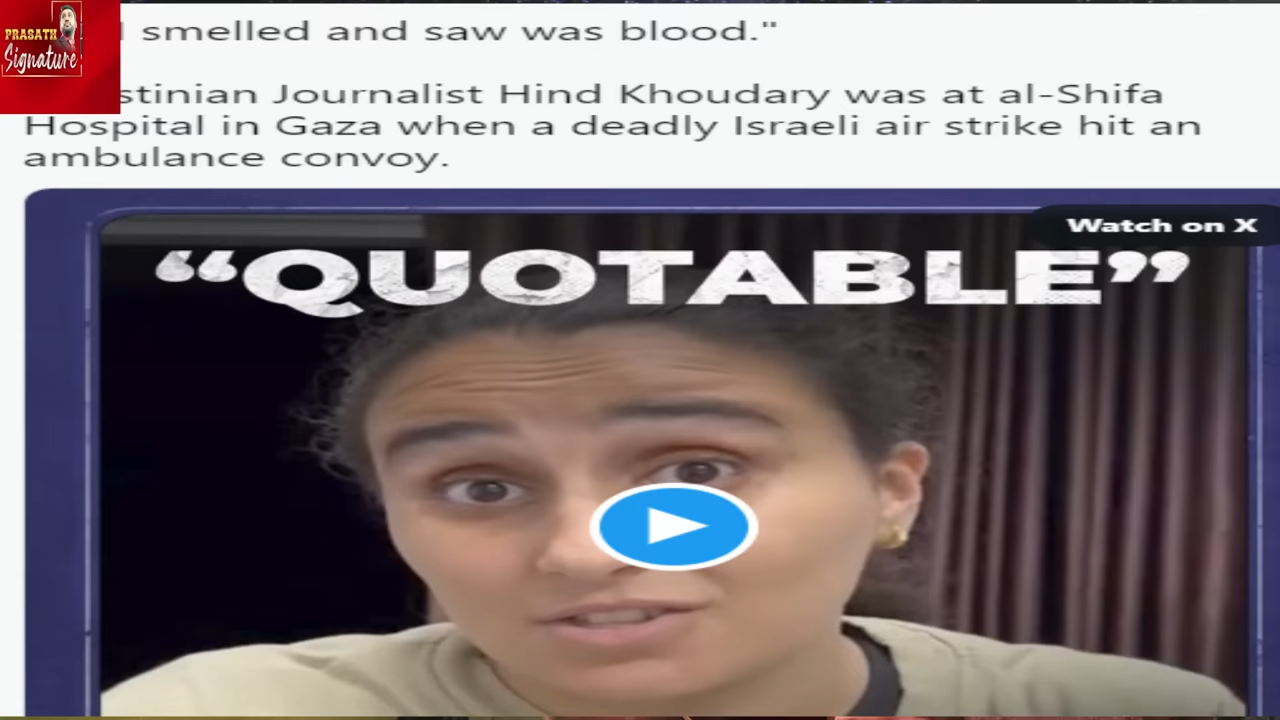 PRASATH
Signature
smelled and saw was blood."
stinian Journalist Hind Khoudary was at al-Shifa
Hospital in Gaza when a deadly Israeli air strike hit an
ambulance convoy.
Watch on X
“QUOTABLE”